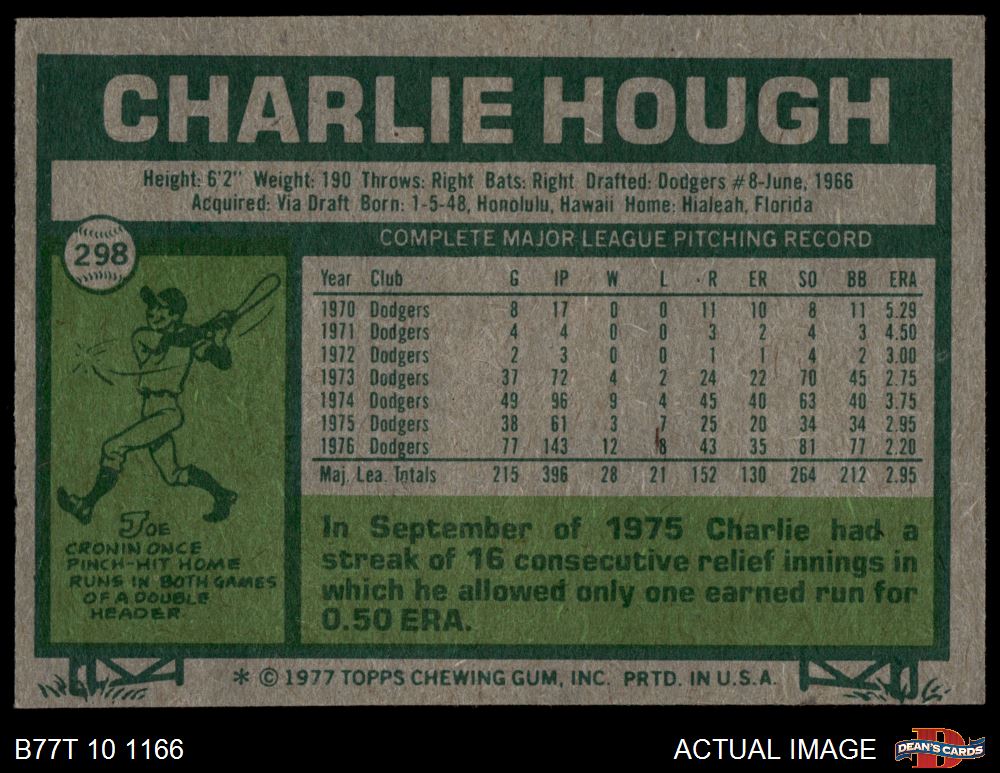 CHARLIE HOUGH
Height: 6'2" Weight: 190 Throws: Right Bats: Right Drafted: Dodgers #8-June, 1966
Acquired: Via Draft Born: 1-5-48, Honolulu, Hawaii Home: Hialeah, Florida
298
COMPLETE MAJOR LEAGUE PITCHING RECORD
Year Club G IP W L R ER SO BB ERA
1970 Dodgers 8 17 0 0 11 10 8 11 5.29
1971 Dodgers 4 4 0 0 3 2 4 3 4.50
1972 Dodgers 2 3 0 0 1 1 4 2 3.00
1973 Dodgers 37 72 4 2 24 22 70 45 2.75
1974 Dodgers 49 96 9 4 45 40 63 40 3.75
1975 Dodgers 38 61 3 7 25 20 34 34 2.95
1976 Dodgers 77 143 12 8 43 35 81 77 2.20
Maj. Lea. Totals 215 396 28 21 152 130 264 212 2.95
JOE
CRONIN ONCE
PINCH-HIT HOME
RUNS IN BOTH GAMES
OF A DOUBLE
HEADER
In September of 1975 Charlie had a
streak of 16 consecutive relief innings in
which he allowed only one earned run for
0.50 ERA.
* © 1977 TOPPS CHEWING GUM, INC. PRTD. IN U.S.A.
B77T 10 1166
ACTUAL IMAGE
D
DEAN'S CARDS